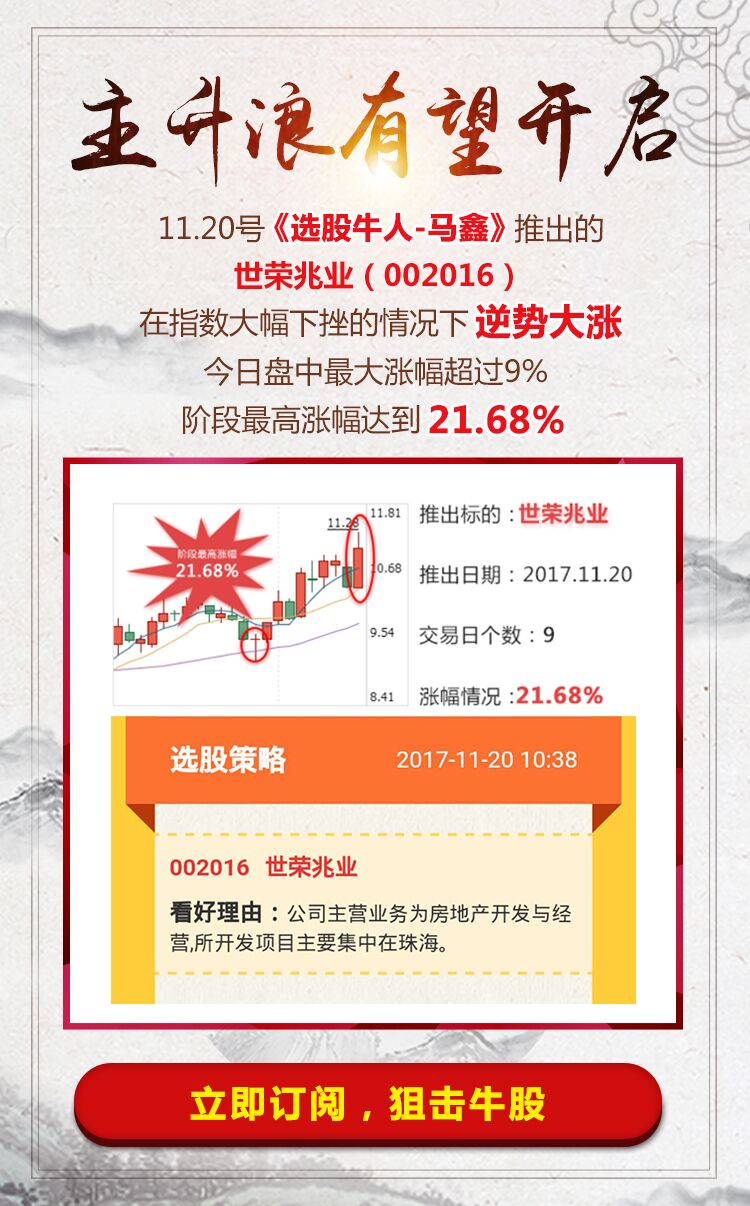 主升浪有望开启
11.20号《选股牛人-马鑫》推出的
世荣兆业（002016）
在指数大幅下挫的情况下 逆势大涨
今日盘中最大涨幅超过9%
阶段最高涨幅达到 21.68%
阶段最高涨幅
21.68%
11.28
11.81
10.68
9.54
8.41
推出标的：世荣兆业
推出日期：2017.11.20
交易日个数：9
涨幅情况：21.68%
选股策略 2017-11-20 10:38
002016 世荣兆业
看好理由：公司主营业务为房地产开发与经
营,所开发项目主要集中在珠海。
立即订阅，狙击牛股